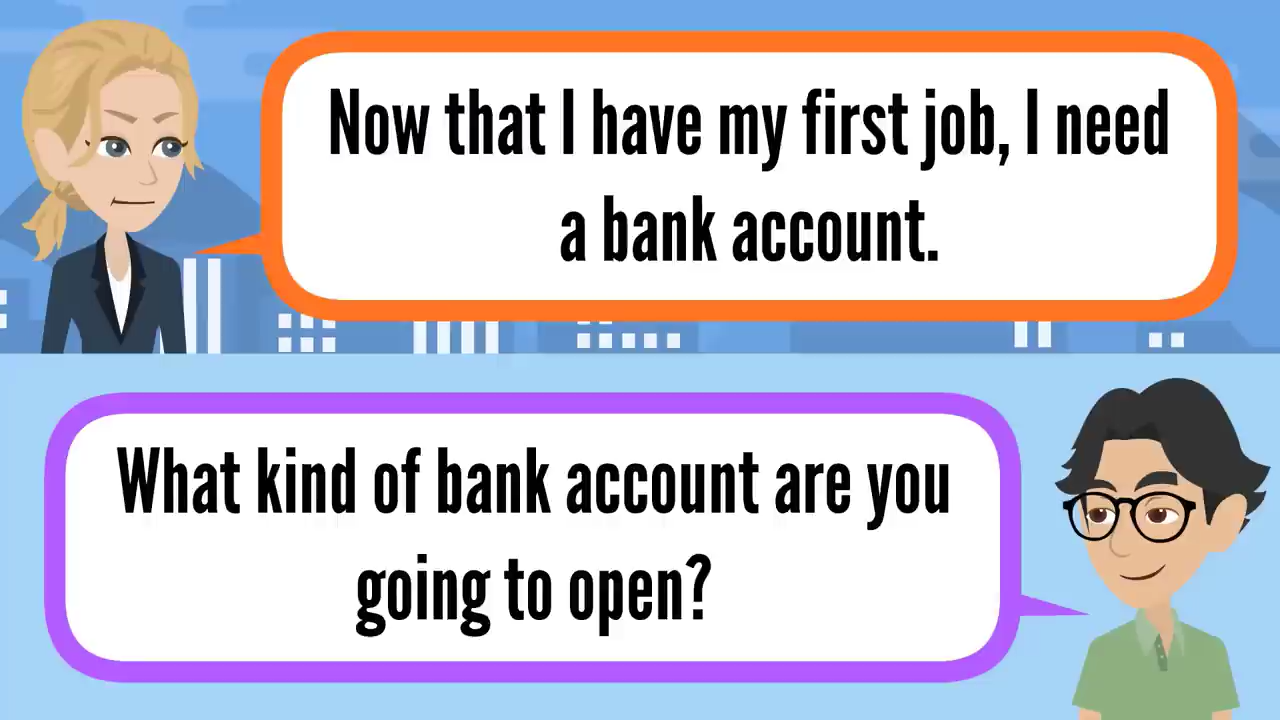 Now that I have my first job, I need
a bank account.
What kind of bank account are you
going to open?